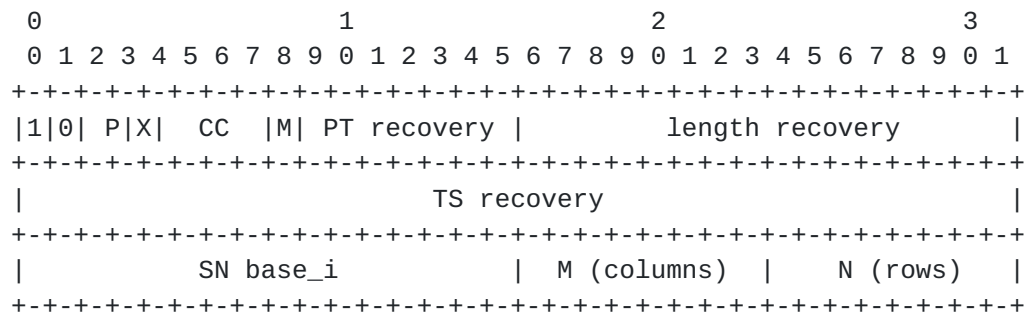 0                   1                   2                   3
 0 1 2 3 4 5 6 7 8 9 0 1 2 3 4 5 6 7 8 9 0 1 2 3 4 5 6 7 8 9 0 1
+-+-+-+-+-+-+-+-+-+-+-+-+-+-+-+-+-+-+-+-+-+-+-+-+-+-+-+-+-+-+-+-+
|1|0| P|X|  CC  |M| PT recovery |         length recovery       |
+-+-+-+-+-+-+-+-+-+-+-+-+-+-+-+-+-+-+-+-+-+-+-+-+-+-+-+-+-+-+-+-+
|                          TS recovery                          |
+-+-+-+-+-+-+-+-+-+-+-+-+-+-+-+-+-+-+-+-+-+-+-+-+-+-+-+-+-+-+-+-+
|           SN base_i           |  M (columns)  |    N (rows)   |
+-+-+-+-+-+-+-+-+-+-+-+-+-+-+-+-+-+-+-+-+-+-+-+-+-+-+-+-+-+-+-+-+